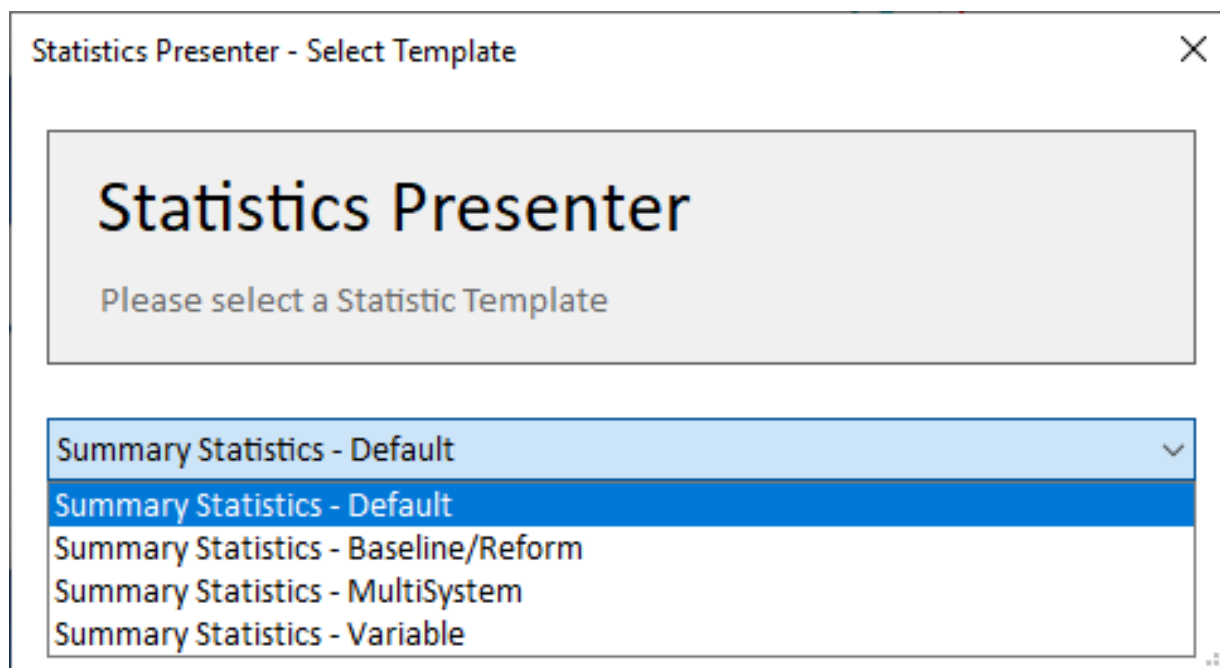 Statistics Presenter - Select Template
Statistics Presenter
Please select a Statistic Template
Summary Statistics - Default
Summary Statistics - Default
Summary Statistics - Baseline/Reform
Summary Statistics - MultiSystem
Summary Statistics - Variable